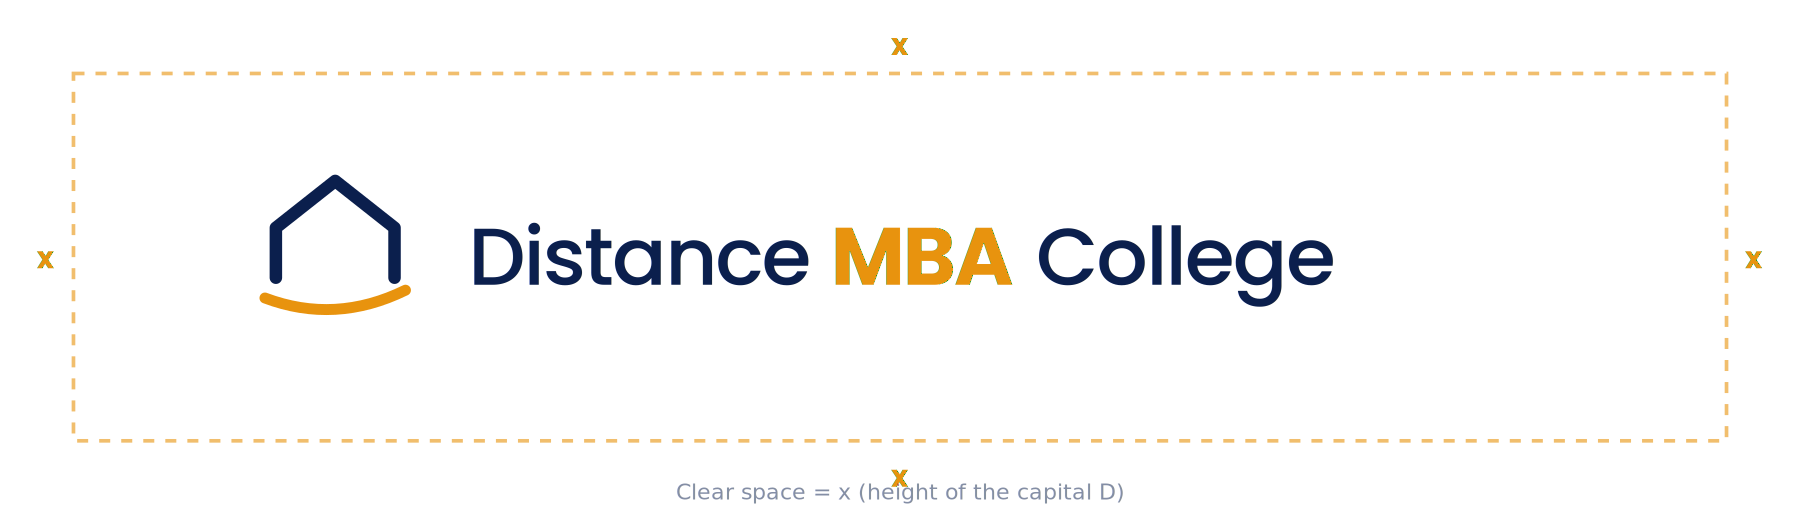 x
x
Distance MBA College
x
x
Clear space = x (height of the capital D)